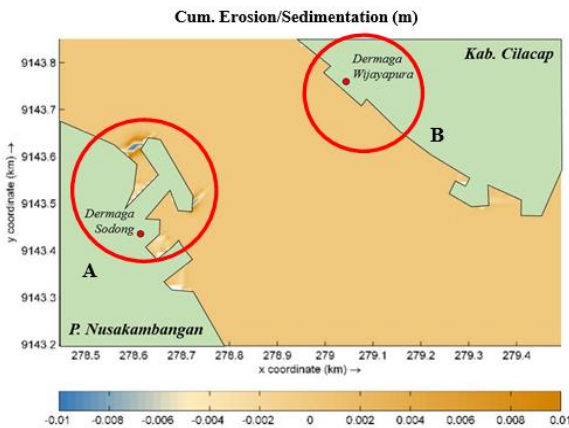 Cum. Erosion/Sedimentation (m)
9143.8
9143.7
9143.6
9143.5
9143.4
9143.3
9143.2
y coordinate (km) →
Dermaga
Wijayapura
Kab. Cilacap
B
Dermaga
Sodong
A
P. Nusakambangan
278.5 278.6 278.7 278.8 278.9 279 279.1 279.2 279.3 279.4
x coordinate (km) →
-0.01 -0.008 -0.006 -0.004 -0.002 0 0.002 0.004 0.006 0.008 0.01